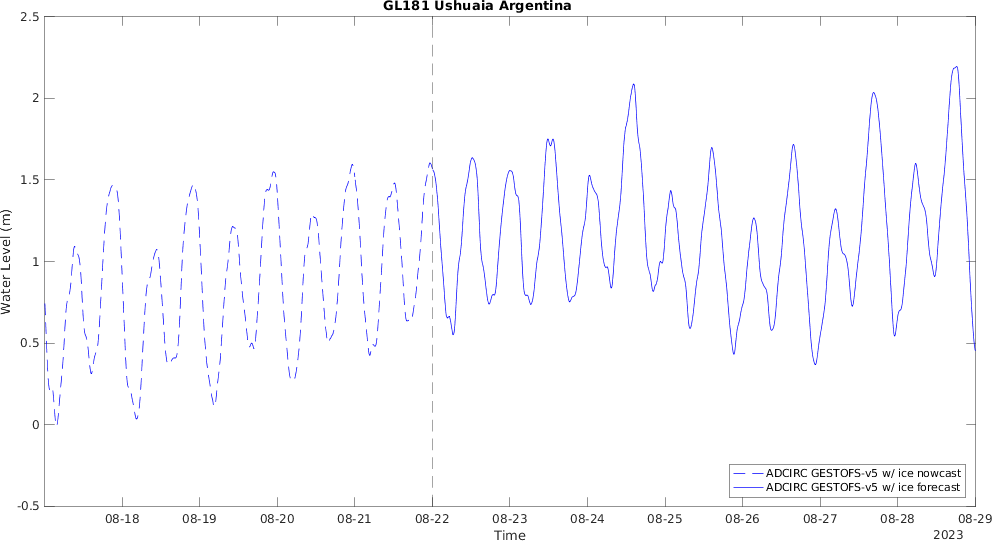 GL181 Ushuaia Argentina
2.5
2
1.5
1
0.5
0
-0.5
Water Level (m)
ADCIRC GESTOFS-v5 w/ ice nowcast
ADCIRC GESTOFS-v5 w/ ice forecast
08-18 08-19 08-20 08-21 08-22 08-23 08-24 08-25 08-26 08-27 08-28 08-29
Time
2023